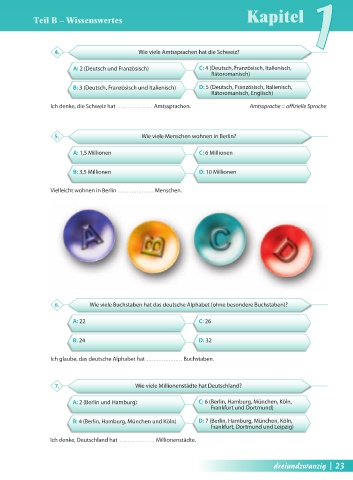 Teil B – Wissenswertes
Kapitel 1
4. Wie viele Amtssprachen hat die Schweiz?
A: 2 (Deutsch und Französisch)
C: 4 (Deutsch, Französisch, Italienisch,
Rätoromanisch)
B: 3 (Deutsch, Französisch und Italienisch)
D: 5 (Deutsch, Französisch, Italienisch,
Rätoromanisch, Englisch)
Ich denke, die Schweiz hat .................... Amtssprachen.
Amtssprache = offizielle Sprache
5. Wie viele Menschen wohnen in Berlin?
A: 1,5 Millionen
C: 6 Millionen
B: 3,5 Millionen
D: 10 Millionen
Vielleicht wohnen in Berlin .................... Menschen.
A B C D
6. Wie viele Buchstaben hat das deutsche Alphabet (ohne besondere Buchstaben)?
A: 22
C: 26
B: 24
D: 32
Ich glaube, das deutsche Alphabet hat .................... Buchstaben.
7. Wie viele Millionenstädte hat Deutschland?
A: 2 (Berlin und Hamburg)
C: 6 (Berlin, Hamburg, München, Köln,
Frankfurt und Dortmund)
B: 4 (Berlin, Hamburg, München und Köln)
D: 7 (Berlin, Hamburg, München, Köln,
Frankfurt, Dortmund und Leipzig)
Ich denke, Deutschland hat .................... Millionenstädte.
dreiundzwanzig | 23